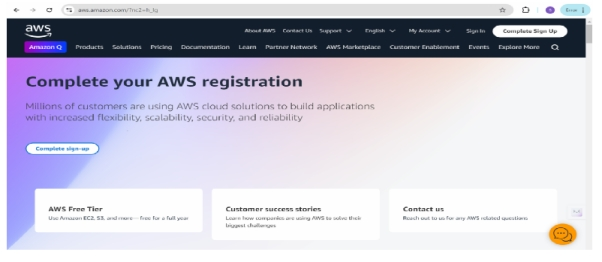 aws.amazon.com/?nc2=h_lg
aws
About AWS Contact Us Support English My Account Sign In Complete Sign Up
Amazon Q Products Solutions Pricing Documentation Learn Partner Network AWS Marketplace Customer Enablement Events Explore More
Complete your AWS registration
Millions of customers are using AWS cloud solutions to build applications
with increased flexibility, scalability, security, and reliability
Complete sign-up
AWS Free Tier
Use Amazon EC2, S3, and more— free for a full year
Customer success stories
Learn how companies are using AWS to solve their
biggest challenges
Contact us
Reach out to us for any AWS related questions